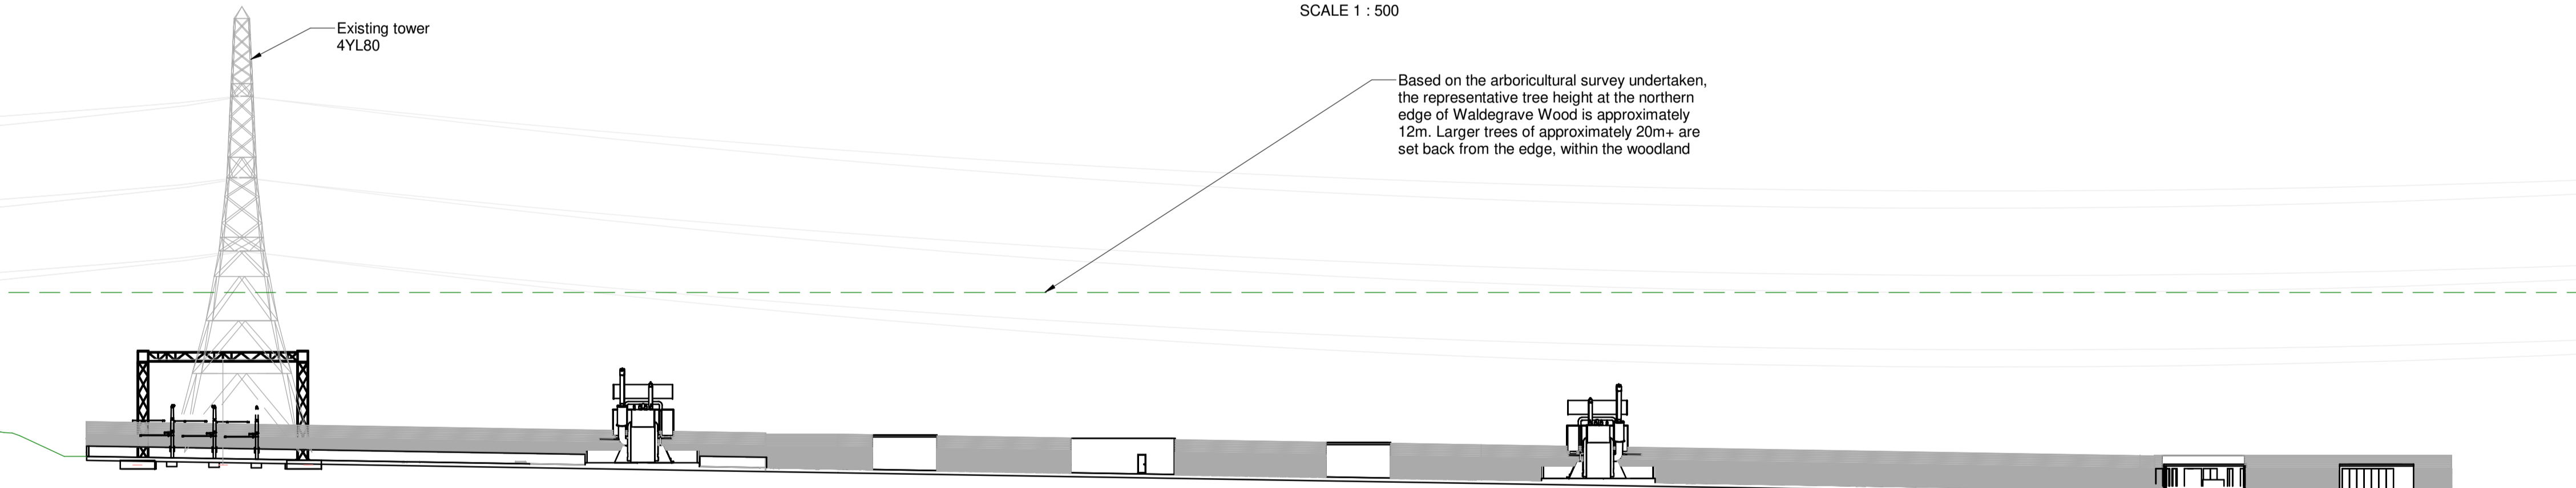 SCALE 1 : 500
Existing tower
4YL80
Based on the arboricultural survey undertaken,
the representative tree height at the northern
edge of Waldegrave Wood is approximately
12m. Larger trees of approximately 20m+ are
set back from the edge, within the woodland